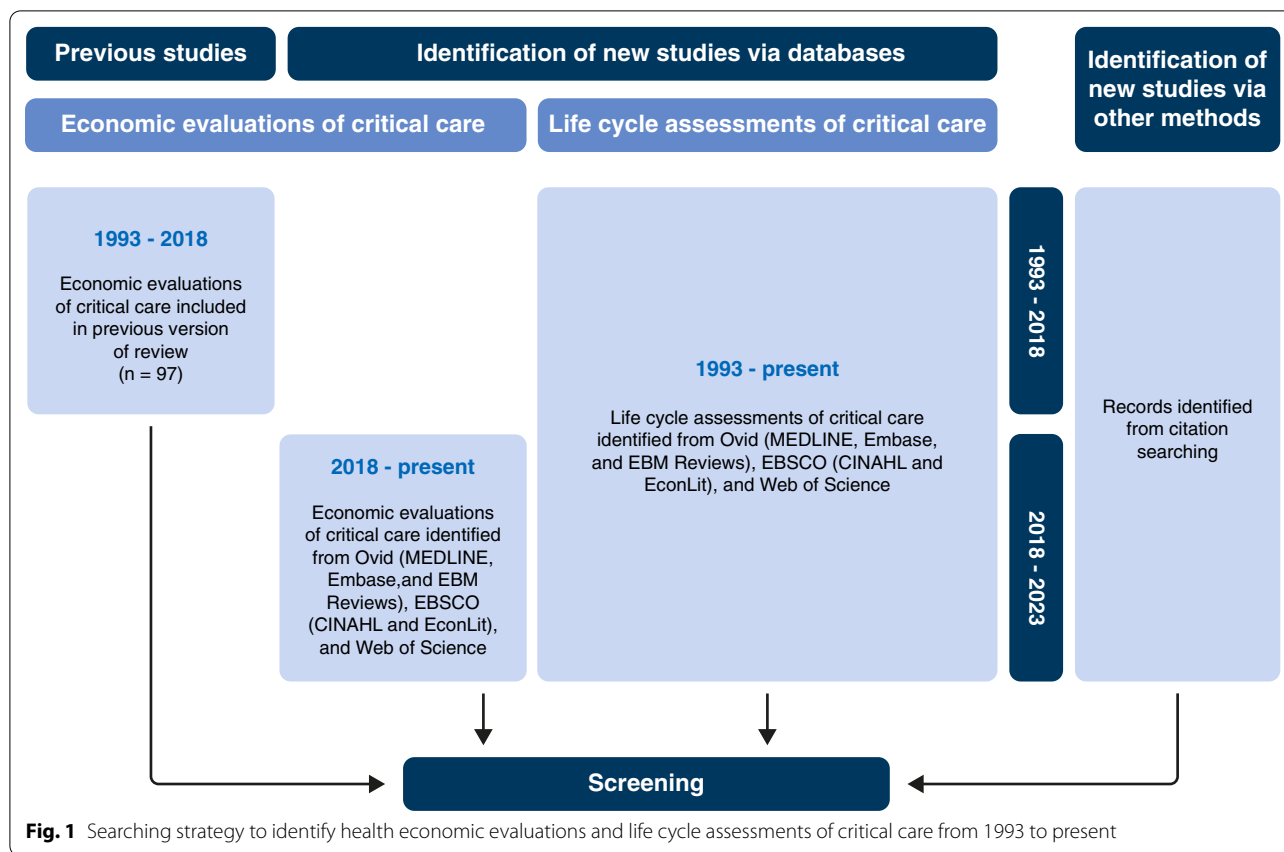 Previous studies
Identification of new studies via databases
Identification of
new studies via
other methods
Economic evaluations of critical care
Life cycle assessments of critical care
1993 - 2018
Economic evaluations
of critical care included
in previous version
of review
(n = 97)
2018 - present
Economic evaluations
of critical care identified
from Ovid (MEDLINE,
Embase,and EBM
Reviews), EBSCO
(CINAHL and EconLit),
and Web of Science
1993 - present
Life cycle assessments of critical care
identified from Ovid (MEDLINE, Embase,
and EBM Reviews), EBSCO (CINAHL and
EconLit), and Web of Science
1993 - 2018
2018 - 2023
Records identified
from citation
searching
Screening
Fig. 1 Searching strategy to identify health economic evaluations and life cycle assessments of critical care from 1993 to present